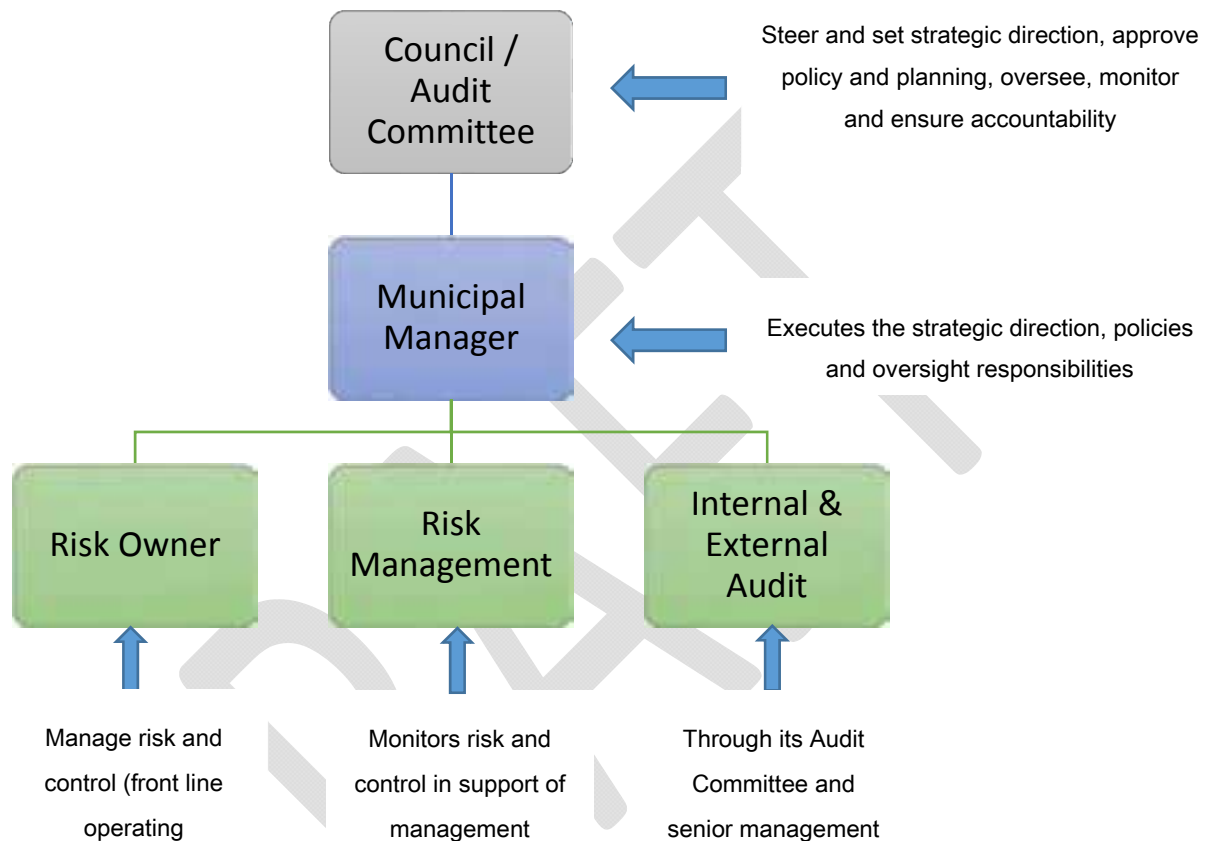 Council /
Audit
Committee
Steer and set strategic direction, approve
policy and planning, oversee, monitor
and ensure accountability
Municipal
Manager
Executes the strategic direction, policies
and oversight responsibilities
Risk Owner
Risk
Management
Internal &
External
Audit
Manage risk and
control (front line
operating
Monitors risk and
control in support of
management
Through its Audit
Committee and
senior management
DRAFT